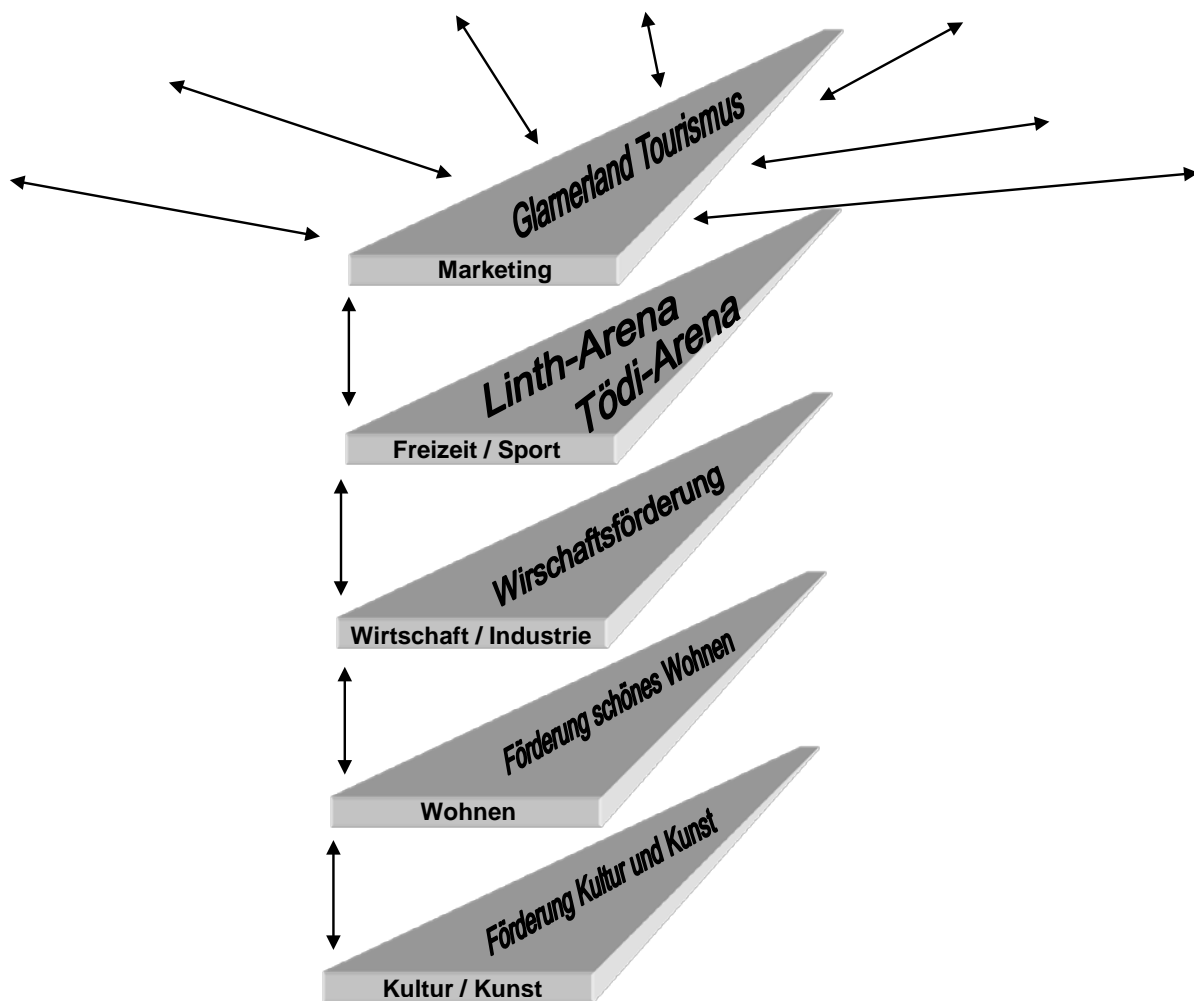 Glarnerland Tourismus
Marketing
Linth-Arena
Tödi-Arena
Freizeit / Sport
Wirschaftsförderung
Wirtschaft / Industrie
Förderung schönes Wohnen
Wohnen
Förderung Kultur und Kunst
Kultur / Kunst